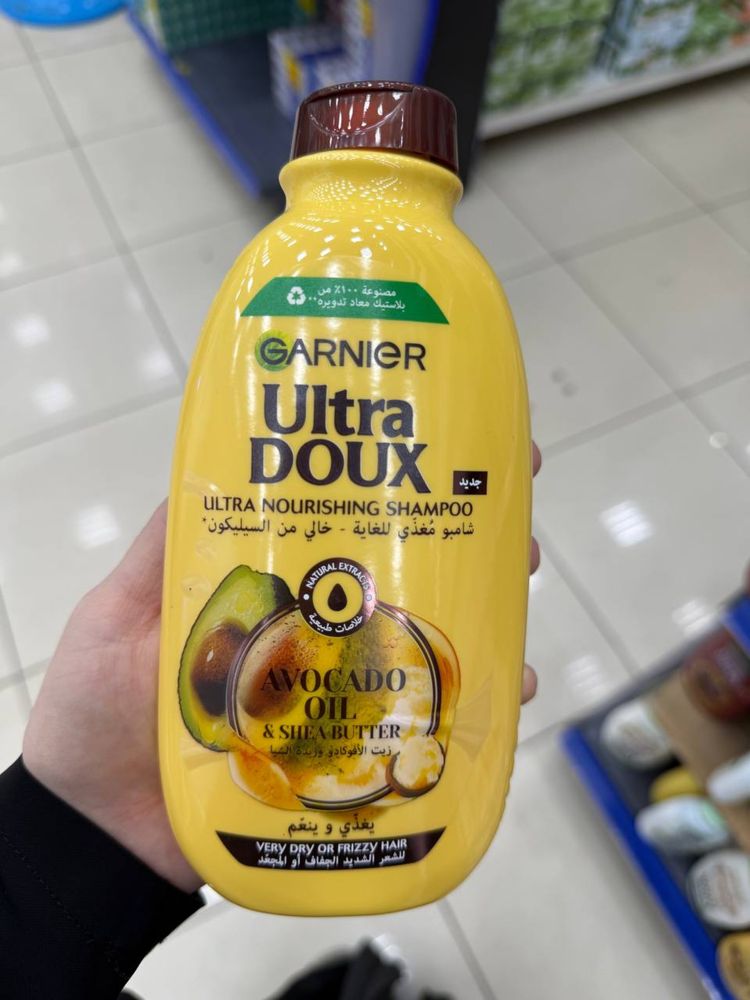 مصنوعة ١٠٠٪ من
بلاستيك معاد تدويره**
GARNIER
Ultra
DOUX
جديد
ULTRA NOURISHING SHAMPOO
شامبو مُغذّي للغاية - خالي من السيليكون*
NATURAL EXTRACTS
خلاصات طبيعية
AVOCADO
OIL
& SHEA BUTTER
زيت الأفوكادو وزبدة الشيا
يغذّي و ينعّم
VERY DRY OR FRIZZY HAIR
للشعر الشديد الجفاف أو المجعّد